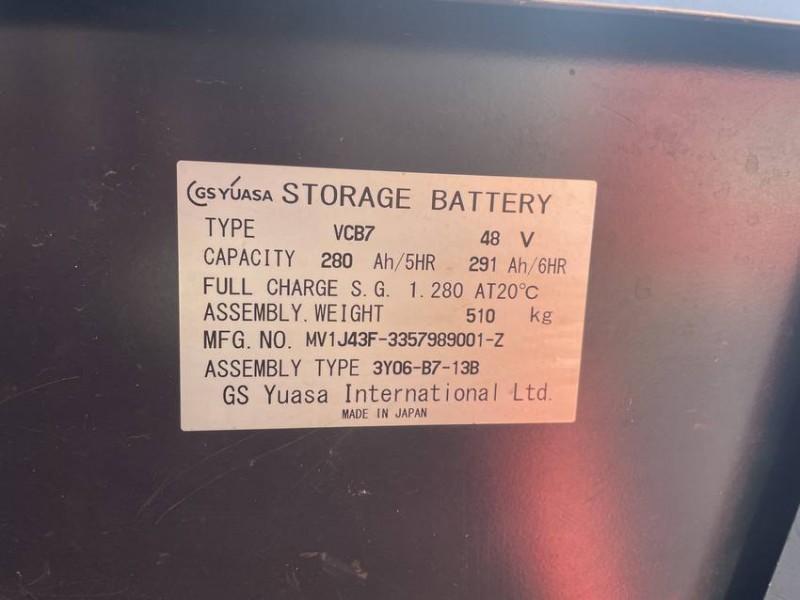 GS YUASA STORAGE BATTERY
TYPE VCB7 48 V
CAPACITY 280 Ah/5HR 291 Ah/6HR
FULL CHARGE S.G. 1.280 AT20℃
ASSEMBLY.WEIGHT 510 kg
MFG.NO. MV1J43F-3357989001-Z
ASSEMBLY TYPE 3Y06-B7-13B
GS Yuasa International Ltd.
MADE IN JAPAN